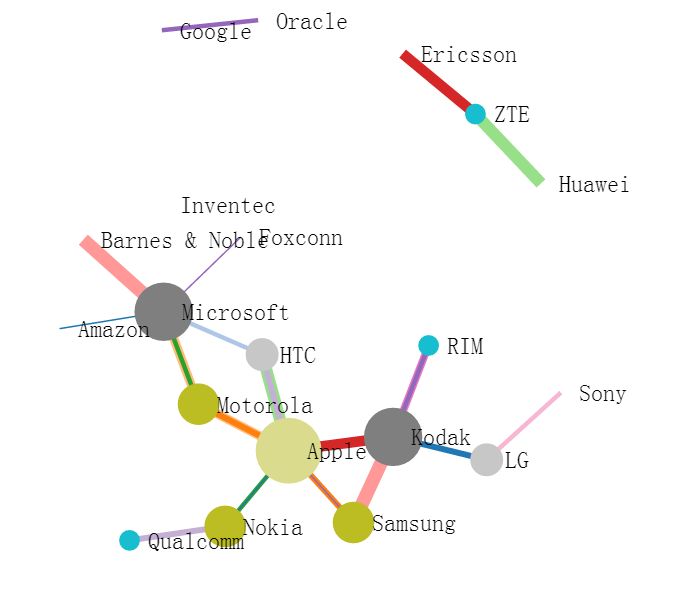 Oracle
Google
Ericsson
ZTE
Huawei
Inventec
Barnes & Noble
Foxconn
Microsoft
Amazon
RIM
HTC
Sony
Motorola
Kodak
Apple
LG
Samsung
Nokia
Qualcomm